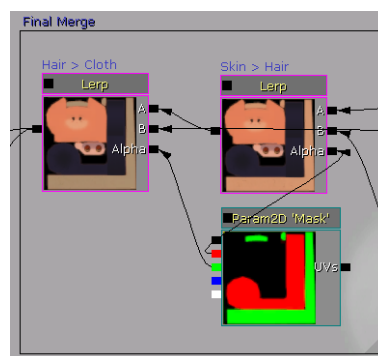 Final Merge
Hair > Cloth
Lerp
A
B
Alpha
Skin > Hair
Lerp
A
B
Alpha
Param2D 'Mask'
UVs